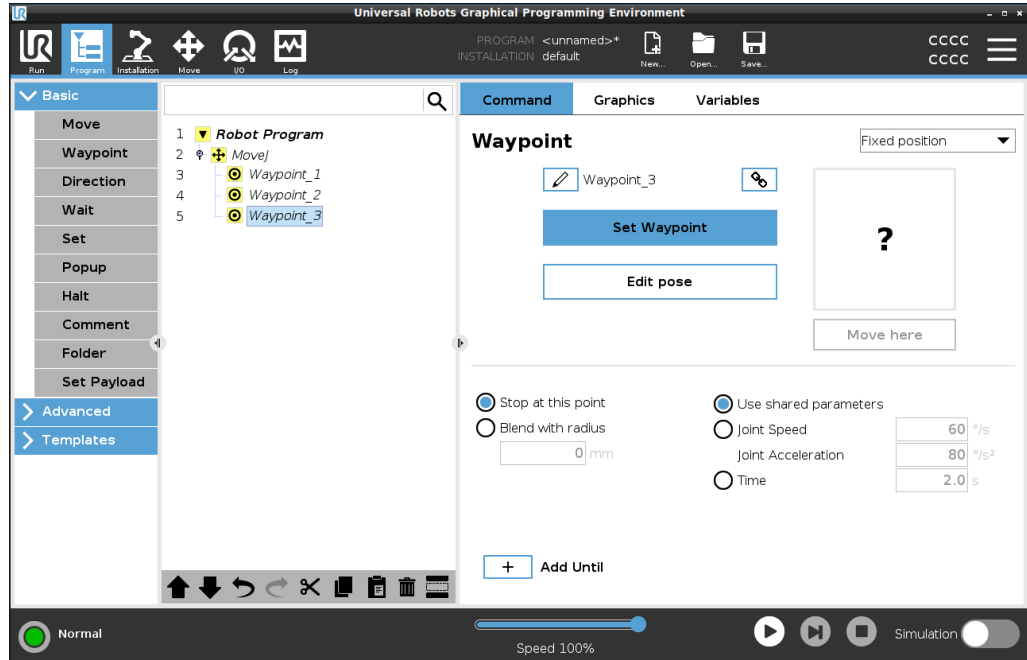 Universal Robots Graphical Programming Environment
UR
Run
Program
Installation
Move
I/O
Log
PROGRAM <unnamed>*
INSTALLATION default
New...
Open...
Save...
CCCC
CCCC
Basic
Move
Waypoint
Direction
Wait
Set
Popup
Halt
Comment
Folder
Set Payload
Advanced
Templates
1 Robot Program
2 MoveJ
3 Waypoint_1
4 Waypoint_2
5 Waypoint_3
Command Graphics Variables
Waypoint
Fixed position
Waypoint_3
Set Waypoint
Edit pose
?
Move here
Stop at this point
Blend with radius
0 mm
Use shared parameters
Joint Speed 60 °/s
Joint Acceleration 80 °/s²
Time 2.0 s
+ Add Until
Normal
Speed 100%
Simulation